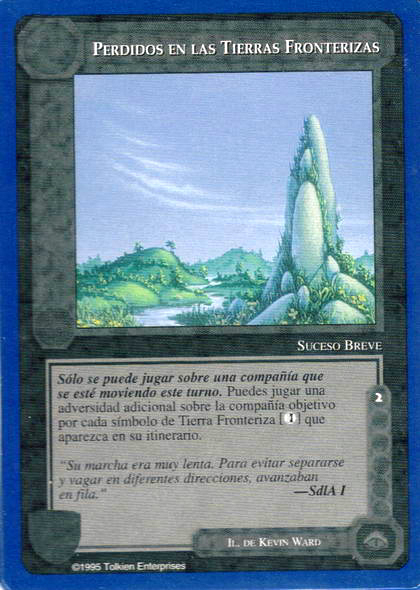 PERDIDOS EN LAS TIERRAS FRONTERIZAS
SUCESO BREVE
Sólo se puede jugar sobre una compañía que
se esté moviendo este turno. Puedes jugar una
adversidad adicional sobre la compañía objetivo
por cada símbolo de Tierra Fronteriza [ ] que
aparezca en su itinerario.
2
"Su marcha era muy lenta. Para evitar separarse
y vagar en diferentes direcciones, avanzaban
en fila."
—SdlA I
IL. DE KEVIN WARD
©1995 Tolkien Enterprises